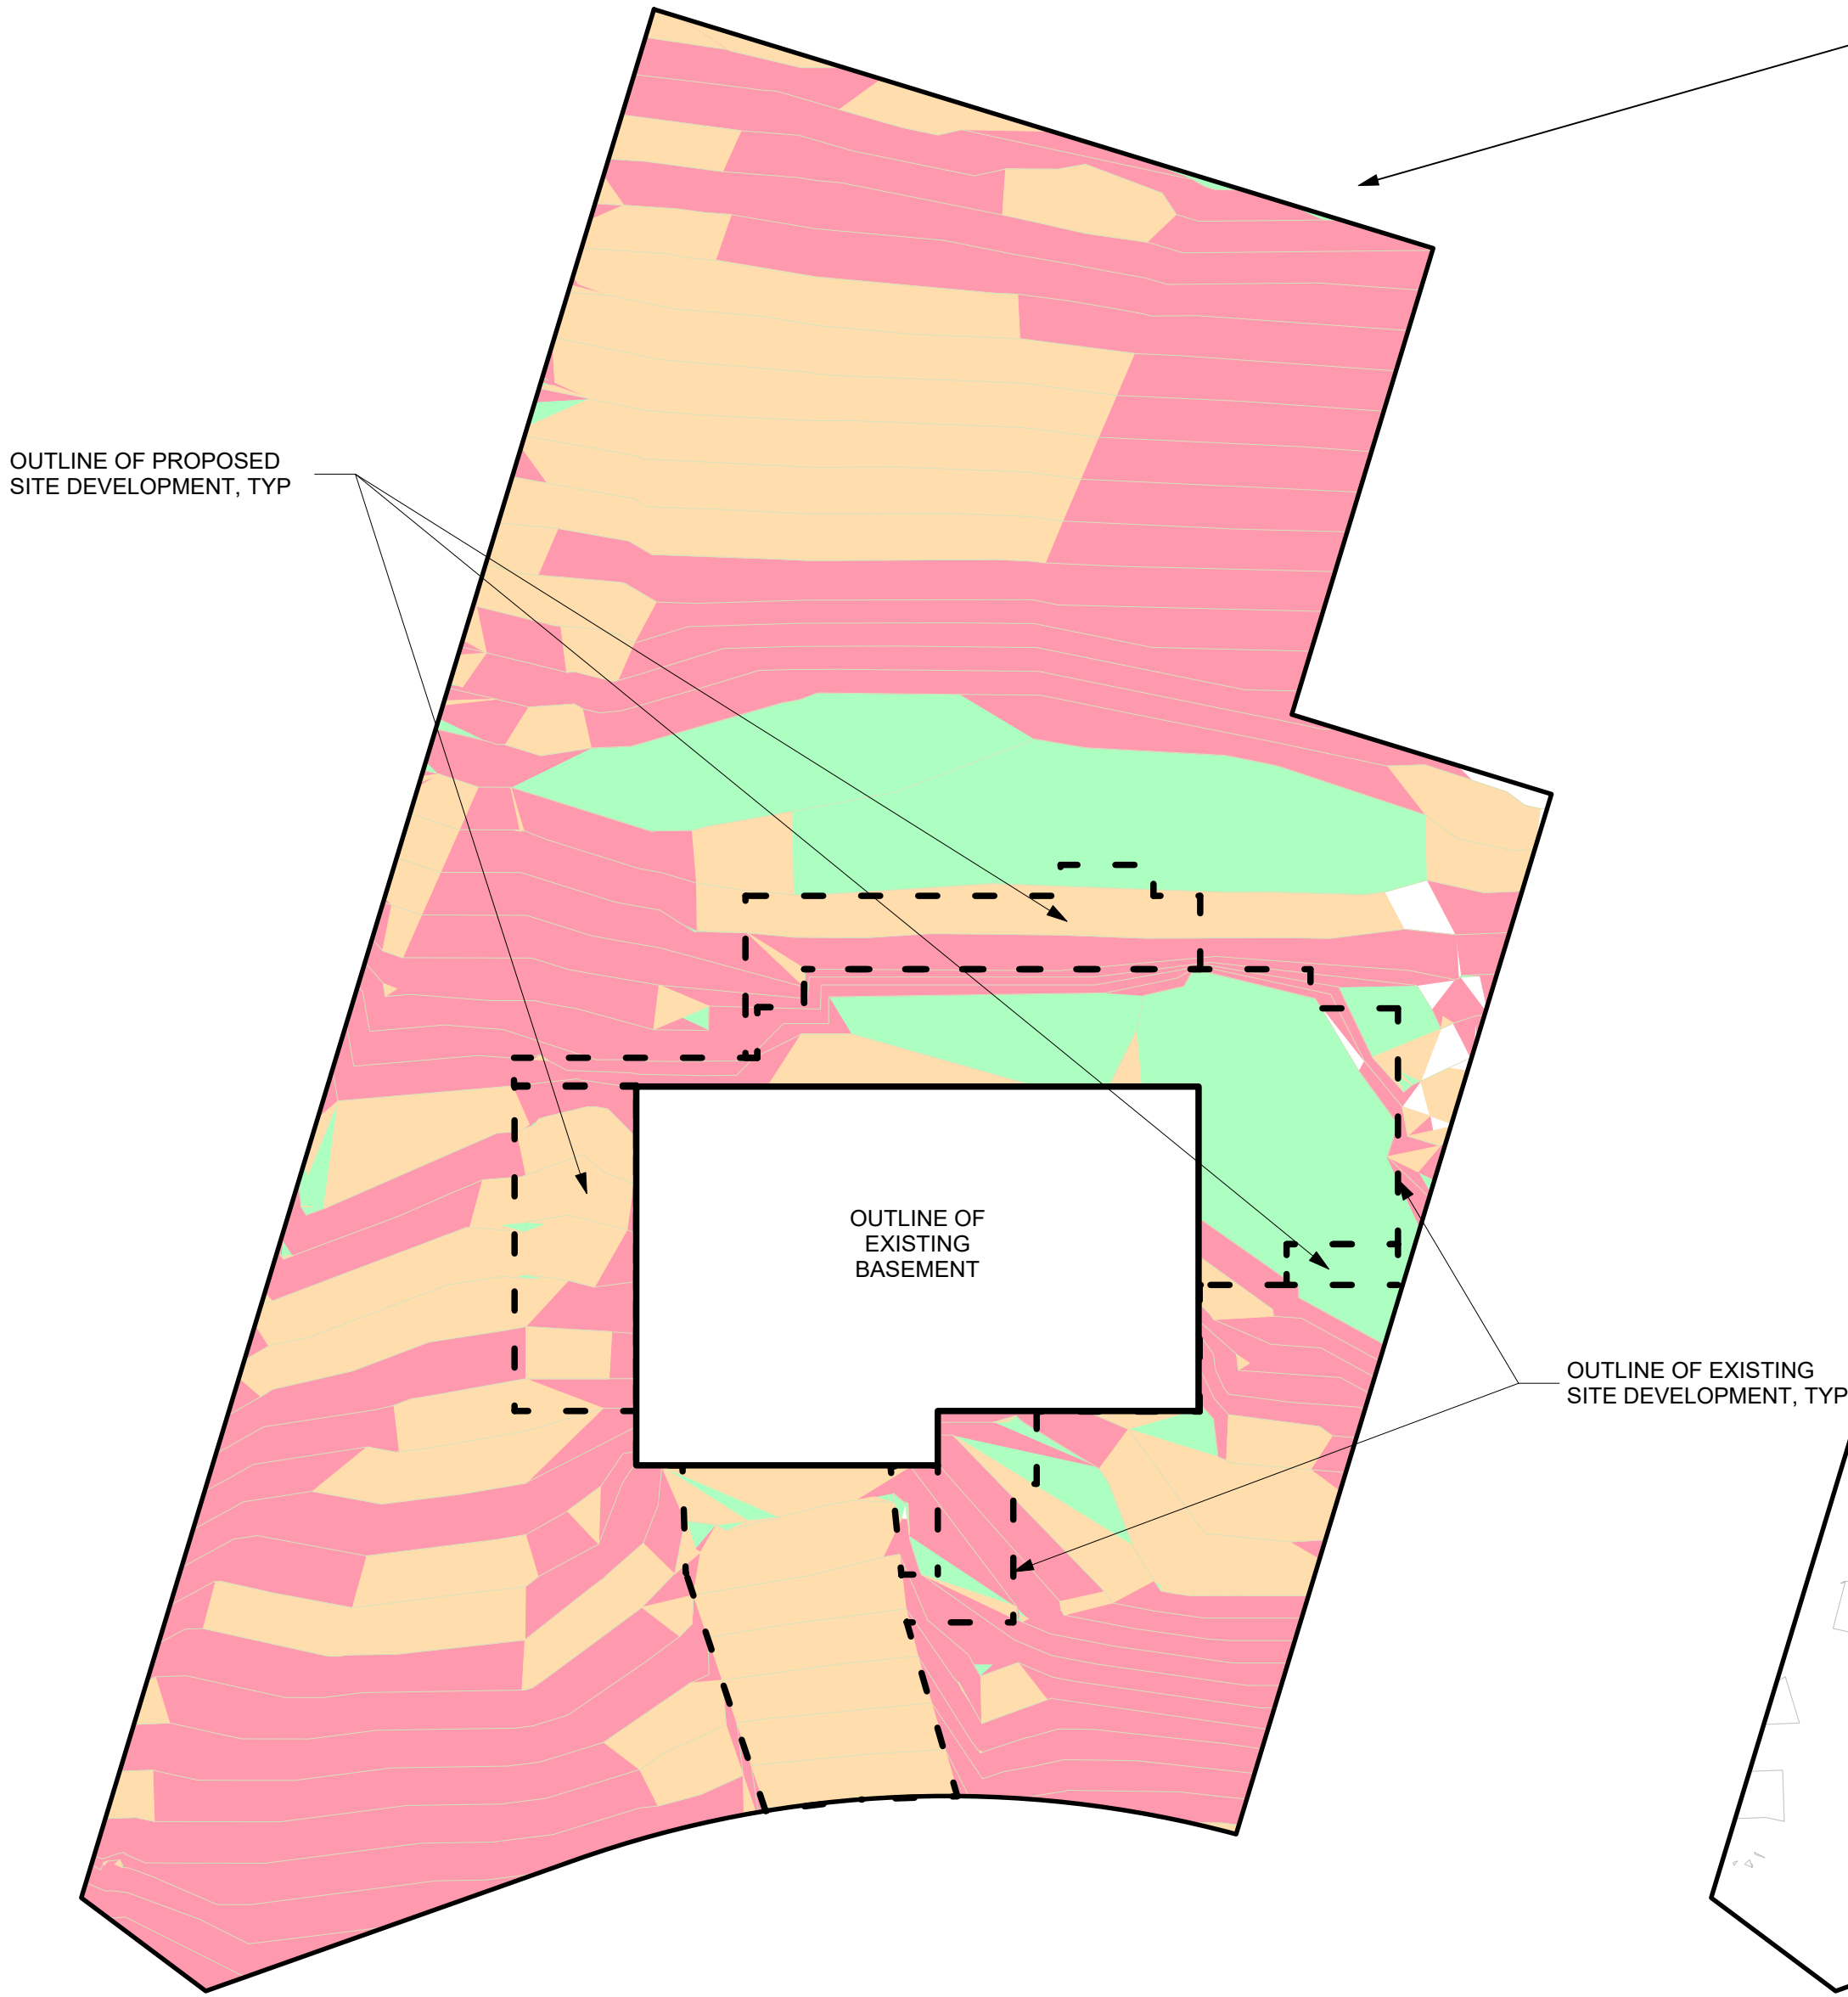 OUTLINE OF PROPOSED
SITE DEVELOPMENT, TYP
OUTLINE OF
EXISTING
BASEMENT
OUTLINE OF EXISTING
SITE DEVELOPMENT, TYP